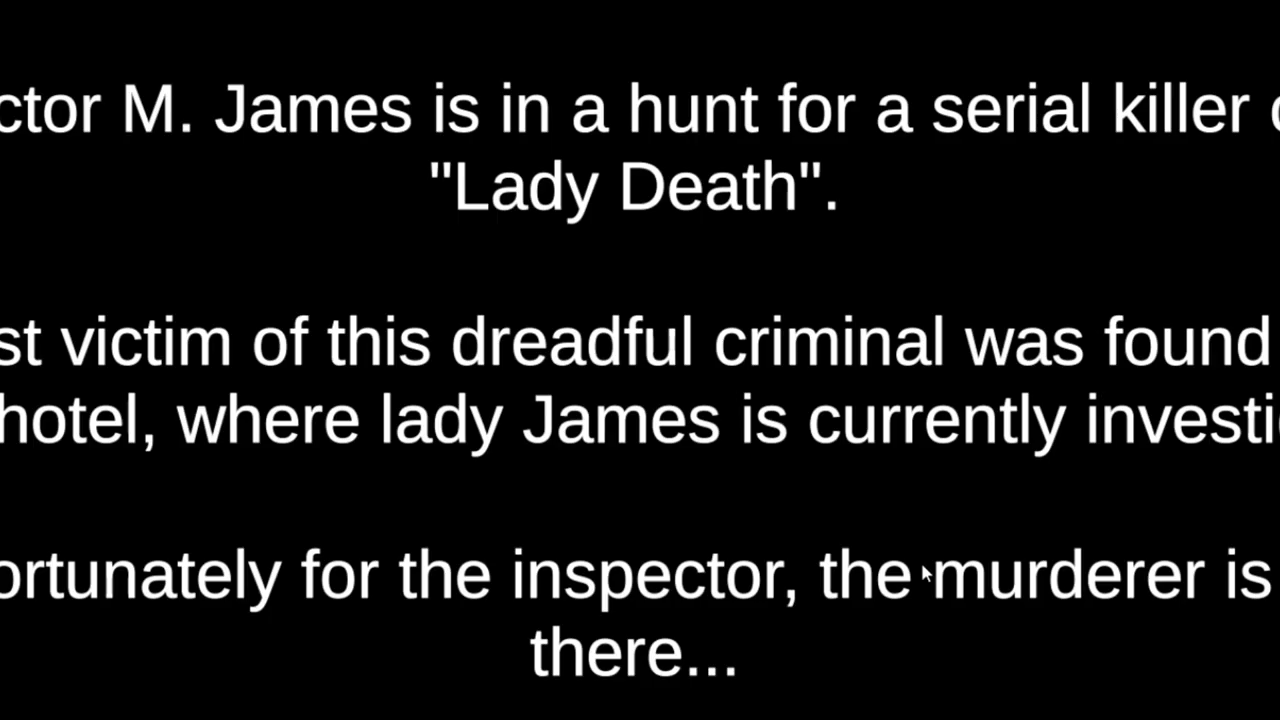 ctor M. James is in a hunt for a serial killer
"Lady Death".
st victim of this dreadful criminal was found
hotel, where lady James is currently investi
ortunately for the inspector, the murderer is
there...